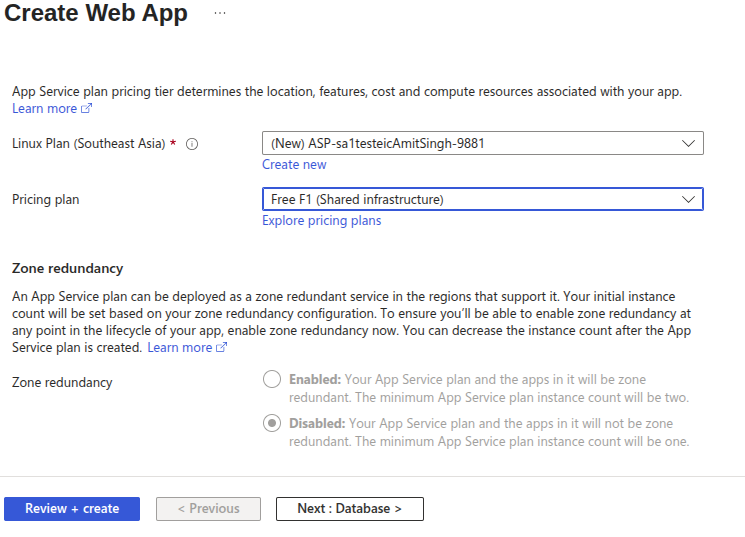 Create Web App ...
App Service plan pricing tier determines the location, features, cost and compute resources associated with your app.
Learn more
Linux Plan (Southeast Asia) *
(New) ASP-sa1testeicAmitSingh-9881
Create new
Pricing plan
Free F1 (Shared infrastructure)
Explore pricing plans
Zone redundancy
An App Service plan can be deployed as a zone redundant service in the regions that support it. Your initial instance
count will be set based on your zone redundancy configuration. To ensure you'll be able to enable zone redundancy at
any point in the lifecycle of your app, enable zone redundancy now. You can decrease the instance count after the App
Service plan is created. Learn more
Zone redundancy
Enabled: Your App Service plan and the apps in it will be zone
redundant. The minimum App Service plan instance count will be two.
Disabled: Your App Service plan and the apps in it will not be zone
redundant. The minimum App Service plan instance count will be one.
Review + create
< Previous
Next : Database >